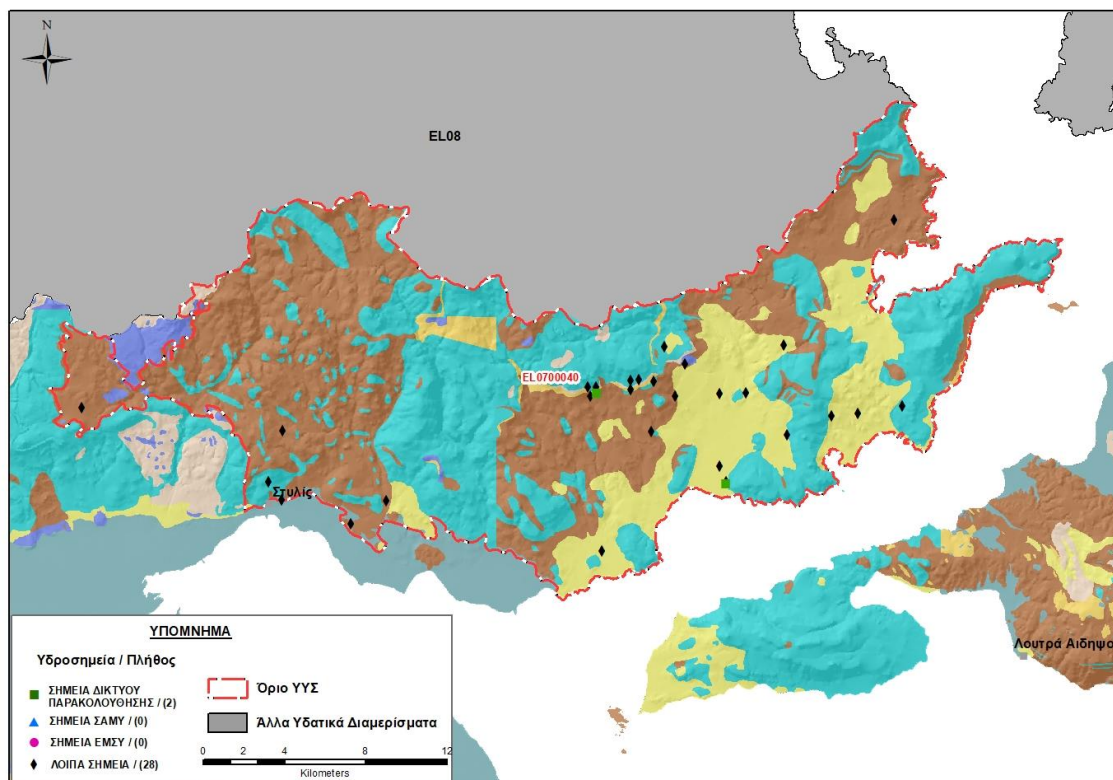 N
EL08
EL0700040
Στυλίς
Λουτρά Αιδηψο
ΥΠΟΜΝΗΜΑ
Υδροσημεία / Πλήθος
ΣΗΜΕΙΑ ΔΙΚΤΥΟΥ
ΠΑΡΑΚΟΛΟΥΘΗΣΗΣ / (2)
ΣΗΜΕΙΑ ΣΑΜΥ / (0)
ΣΗΜΕΙΑ ΕΜΣΥ / (0)
ΛΟΙΠΑ ΣΗΜΕΙΑ / (28)
Όριο ΥΥΣ
Άλλα Υδατικά Διαμερίσματα
0 2 4 8 12
Kilometers